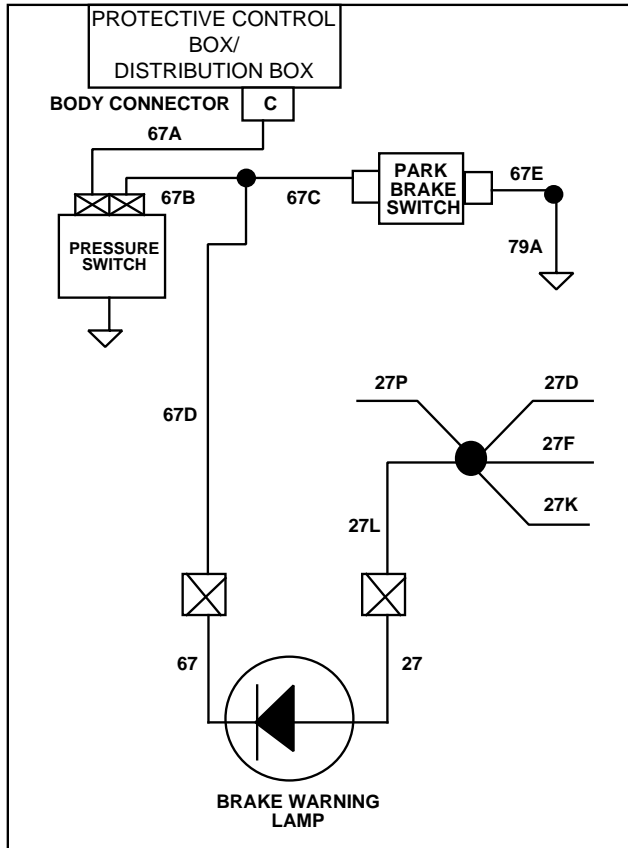 PROTECTIVE CONTROL
BOX/
DISTRIBUTION BOX
BODY CONNECTOR
C
67A
67B
67C
PARK
BRAKE
SWITCH
67E
PRESSURE
SWITCH
79A
67D
27P
27D
27F
27K
27L
67
27
BRAKE WARNING
LAMP